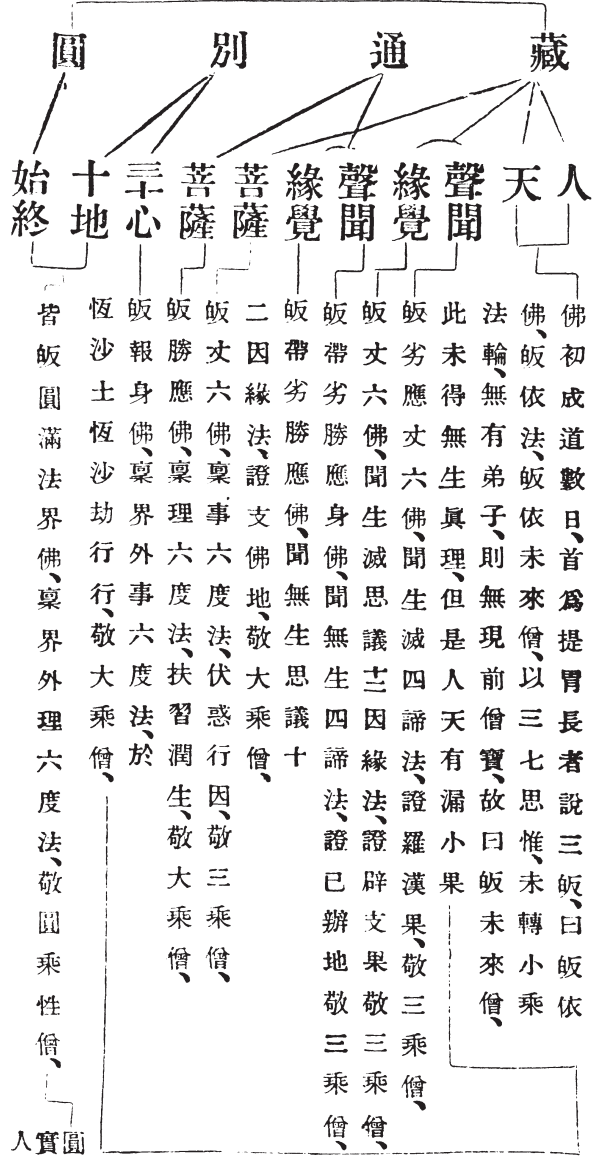 藏
通
別
圓
人
天
聲聞
緣覺
聲聞
緣覺
菩薩
菩薩
三十心
十地
始終
佛初成道數日、首爲提胃長者說三皈、曰皈依
佛、皈依法、皈依未來僧、以三七思惟、未轉小乘
法輪、無有弟子、則無現前僧寶、故曰皈未來僧、
此未得無生眞理、但是人天有漏小果
皈劣應丈六佛、聞生滅四諦法、證羅漢果、敬三乘僧、
皈丈六佛、聞生滅思議十二因緣法、證辟支果敬三乘僧、
皈帶劣勝應身佛、聞無生四諦法、證已辦地敬三乘僧、
皈帶劣勝應佛、聞無生思議十
二因緣法、證支佛地、敬大乘僧、
皈丈六佛、稟事六度法、伏惑行因、敬三乘僧、
皈勝應佛、稟理六度法、扶習潤生、敬大乘僧、
皈報身佛、稟界外事六度法、於
恆沙土恆沙劫行行、敬大乘僧、
皆皈圓滿法界佛、稟界外理六度法、敬圓乘性僧、
圓實人